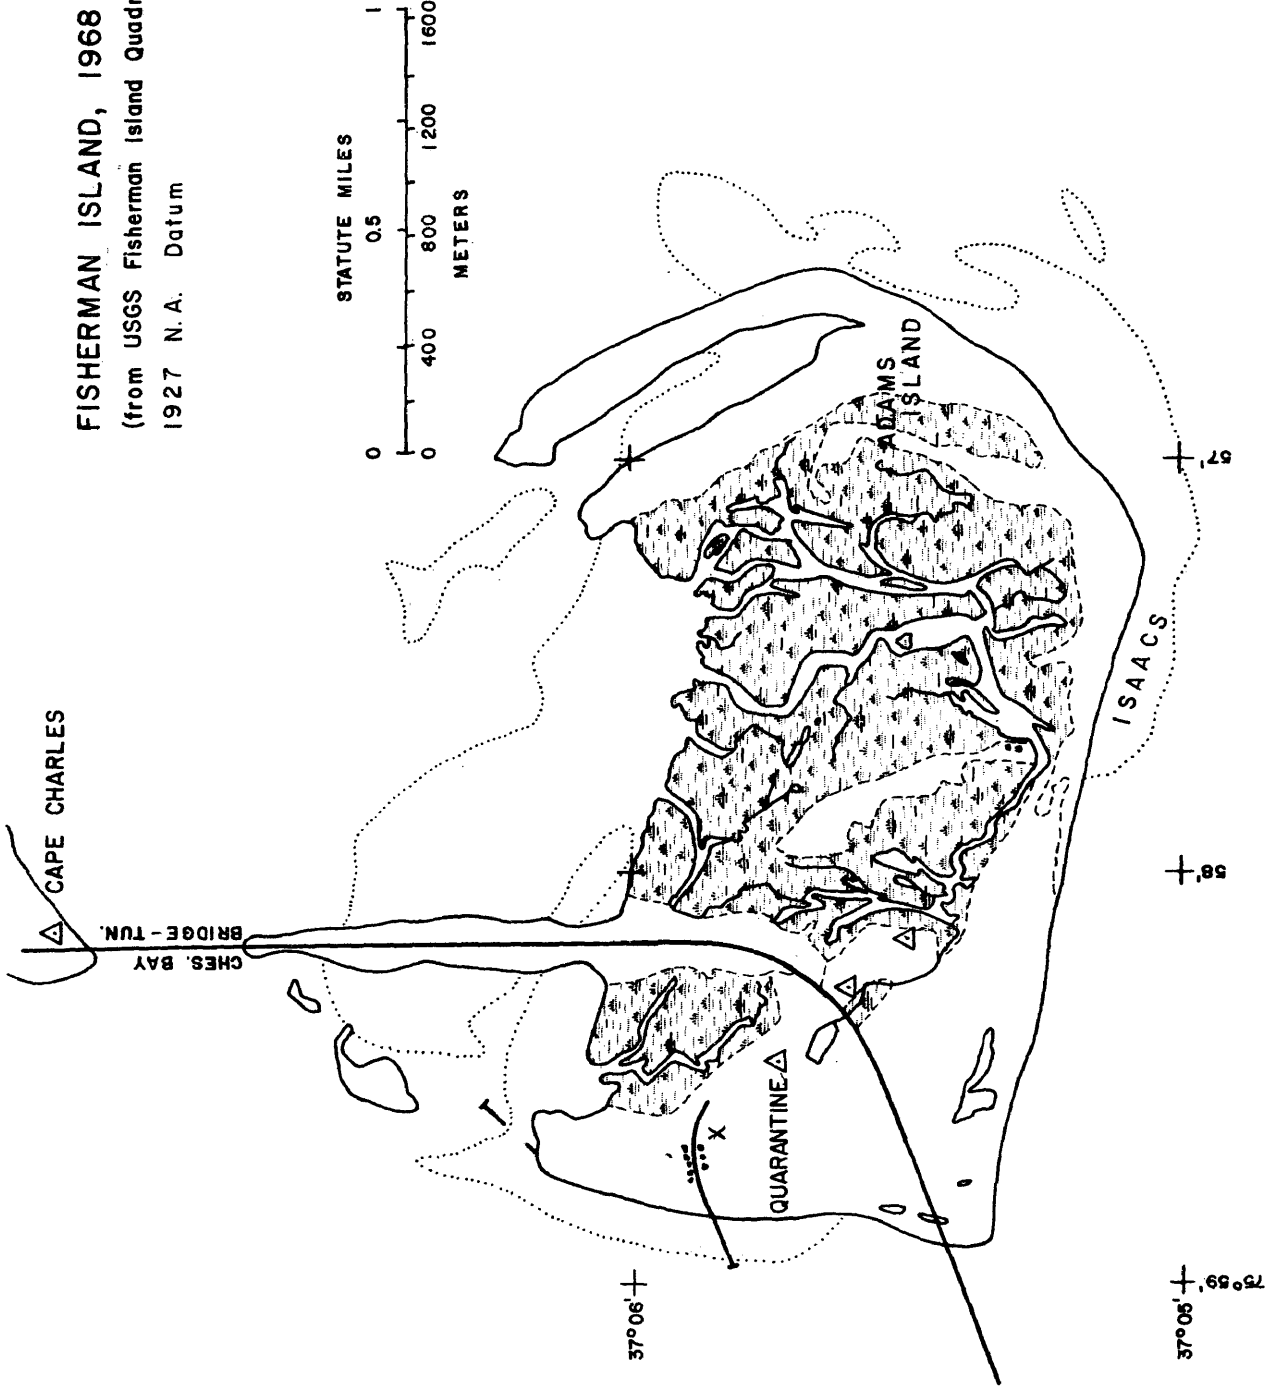 FISHERMAN ISLAND, 1968
(from USGS Fisherman Island
1927 N.A. Datum
STATUTE MILES
0 0.5 1
0 400 800 1200 1600
METERS
CAPE CHARLES
CHES. BAY
BRIDGE-TUN.
ADAMS
ISLAND
ISAACS
QUARANTINE
X
37°06'
37°05'
75°59'
58'
57'